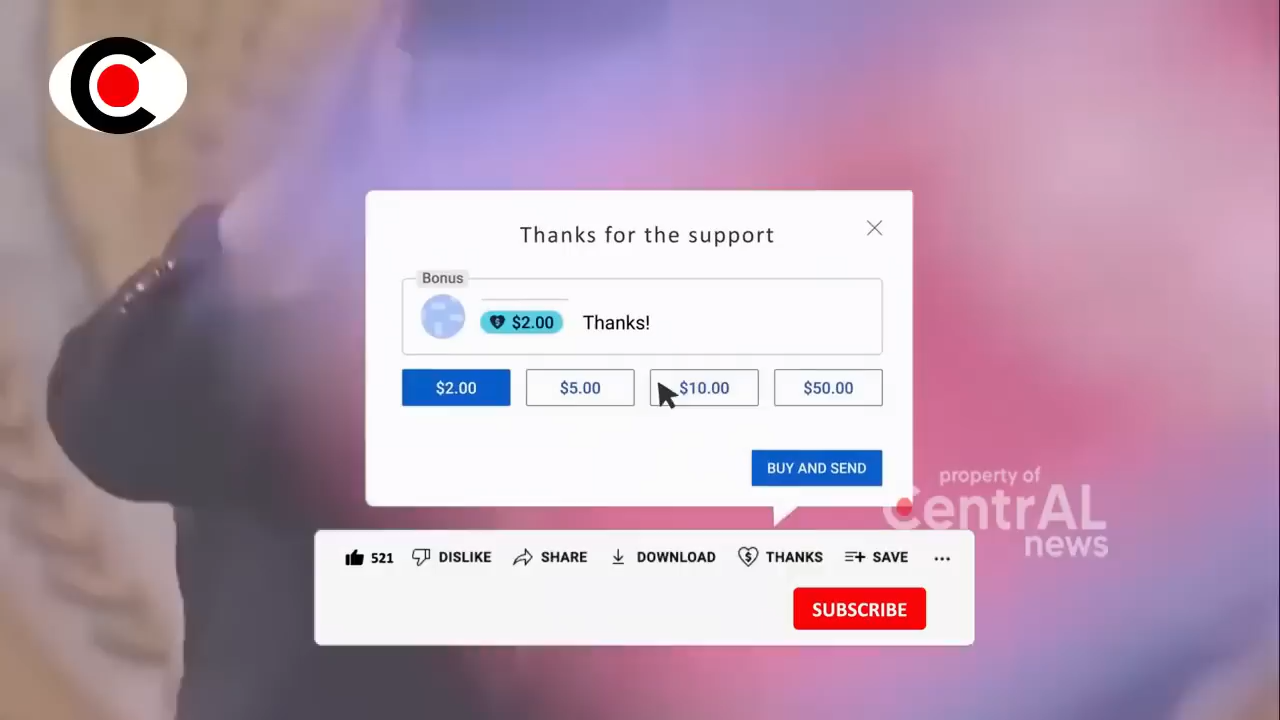 Thanks for the support
Bonus
$2.00 Thanks!
$2.00 $5.00 $10.00 $50.00
BUY AND SEND
property of
CentrAL
news
521 DISLIKE SHARE DOWNLOAD THANKS SAVE ...
SUBSCRIBE